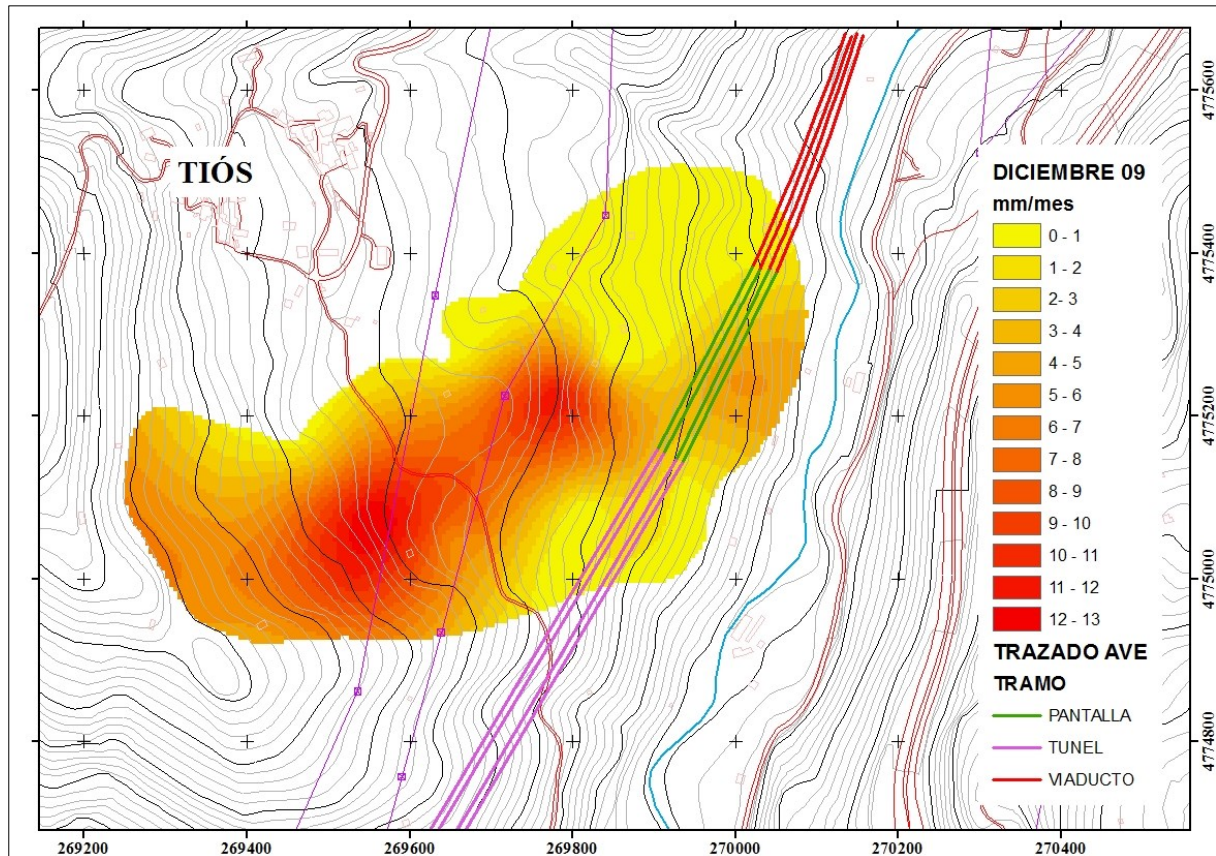 TIÓS
DICIEMBRE 09
mm/mes
0 - 1
1 - 2
2- 3
3 - 4
4 - 5
5 - 6
6 - 7
7 - 8
8 - 9
9 - 10
10 - 11
11 - 12
12 - 13
TRAZADO AVE
TRAMO
PANTALLA
TUNEL
VIADUCTO
4775600
4775400
4775200
4775000
4774800
269200 269400 269600 269800 270000 270200 270400